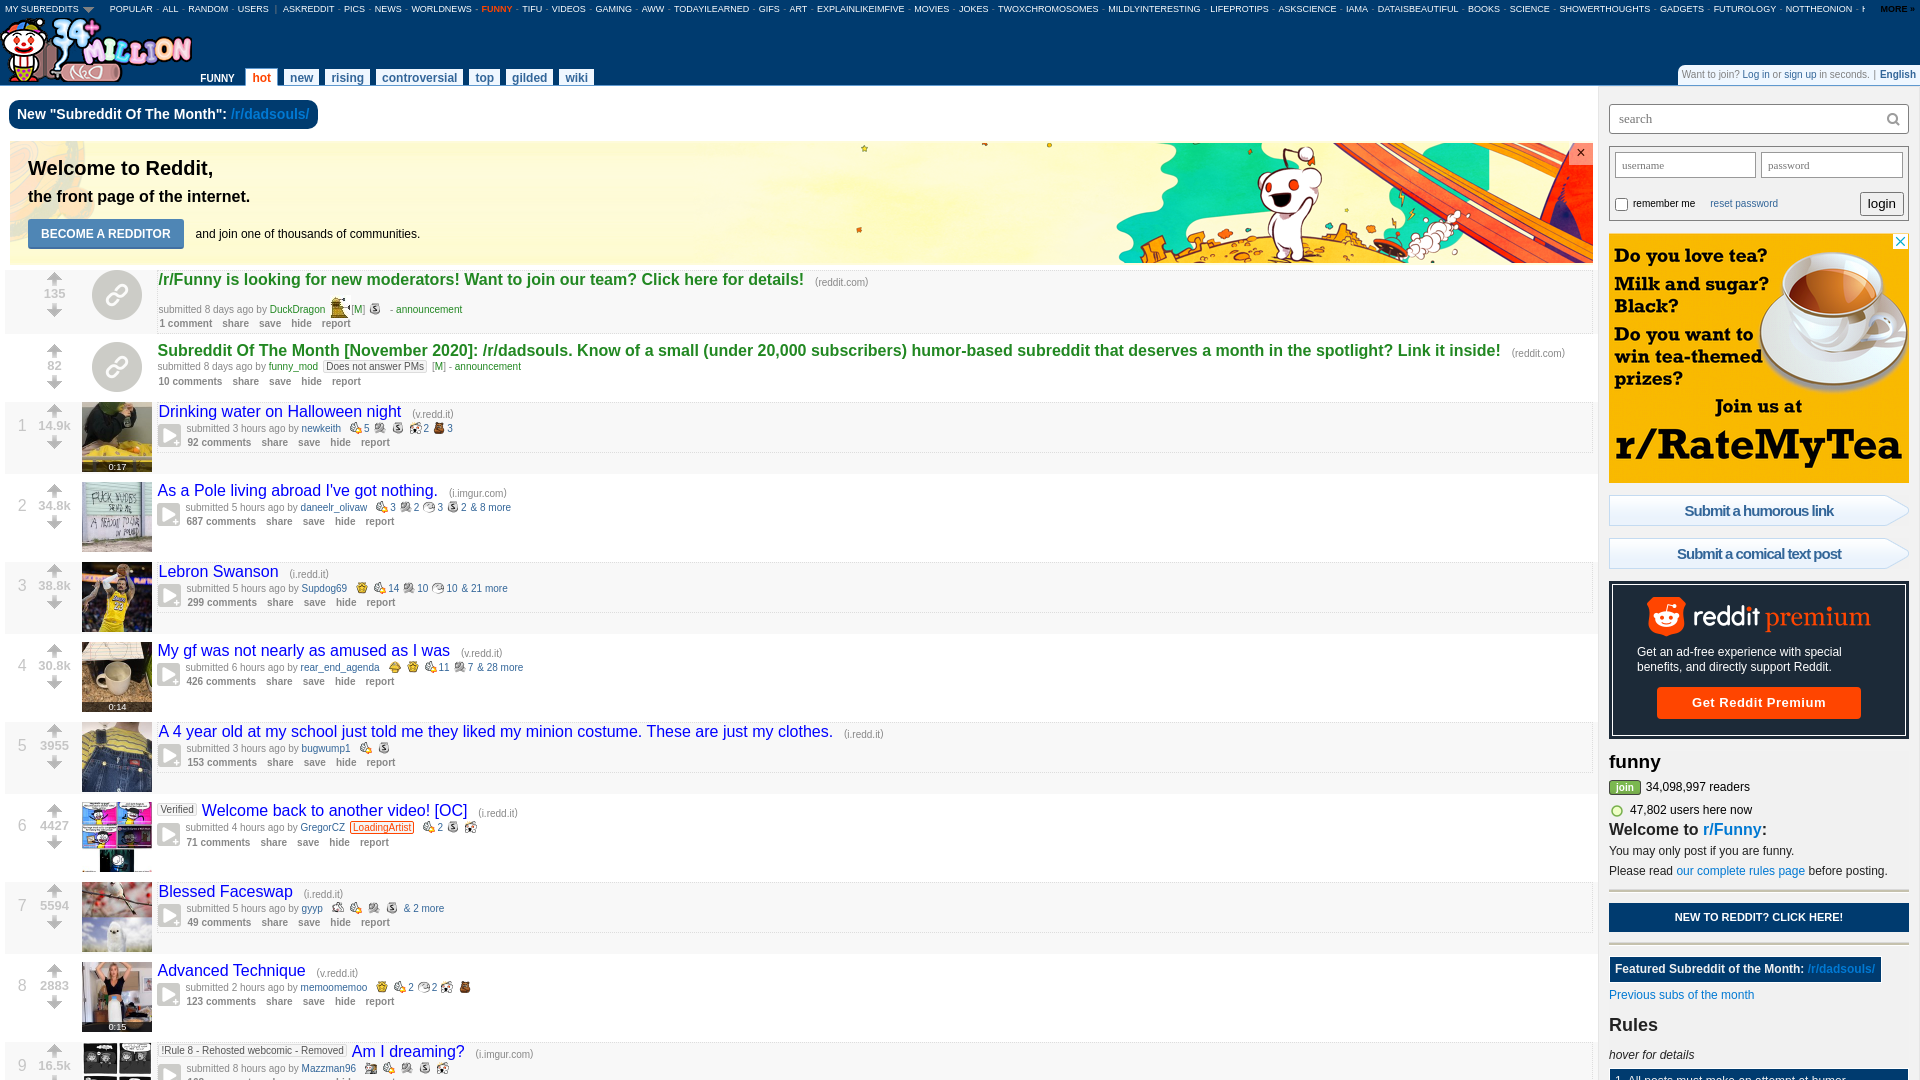 MY SUBREDDITS POPULAR - ALL - RANDOM - USERS | ASKREDDIT - PICS - NEWS - WORLDNEWS - FUNNY - TIFU - VIDEOS - GAMING - AWW - TODAYILEARNED - GIFS - ART - EXPLAINLIKEIMFIVE - MOVIES - JOKES - TWOXCHROMOSOMES - MILDLYINTERESTING - LIFEPROTIPS - ASKSCIENCE - IAMA - DATAISBEAUTIFUL - BOOKS - SCIENCE - SHOWERTHOUGHTS - GADGETS - FUTUROLOGY - NOTTHEONION - MORE »
34+ MILLION
FUNNY hot new rising controversial top gilded wiki
Want to join? Log in or sign up in seconds. | English
New "Subreddit Of The Month": /r/dadsouls/
Welcome to Reddit,
the front page of the internet.
BECOME A REDDITOR and join one of thousands of communities.
×
135
/r/Funny is looking for new moderators! Want to join our team? Click here for details! (reddit.com)
submitted 8 days ago by DuckDragon [M] - announcement
1 comment share save hide report
82
Subreddit Of The Month [November 2020]: /r/dadsouls. Know of a small (under 20,000 subscribers) humor-based subreddit that deserves a month in the spotlight? Link it inside! (reddit.com)
submitted 8 days ago by funny_mod Does not answer PMs [M] - announcement
10 comments share save hide report
1 14.9k
0:17
Drinking water on Halloween night (v.redd.it)
submitted 3 hours ago by newkeith 5 2 3
92 comments share save hide report
2 34.8k
As a Pole living abroad I've got nothing. (i.imgur.com)
submitted 5 hours ago by daneelr_olivaw 3 2 3 2 & 8 more
687 comments share save hide report
3 38.8k
Lebron Swanson (i.redd.it)
submitted 5 hours ago by Supdog69 14 10 10 & 21 more
299 comments share save hide report
4 30.8k
0:14
My gf was not nearly as amused as I was (v.redd.it)
submitted 6 hours ago by rear_end_agenda 11 7 & 28 more
426 comments share save hide report
5 3955
A 4 year old at my school just told me they liked my minion costume. These are just my clothes. (i.redd.it)
submitted 3 hours ago by bugwump1
153 comments share save hide report
6 4427
Verified Welcome back to another video! [OC] (i.redd.it)
submitted 4 hours ago by GregorCZ LoadingArtist 2
71 comments share save hide report
7 5594
Blessed Faceswap (i.redd.it)
submitted 5 hours ago by gyyp & 2 more
49 comments share save hide report
8 2883
0:15
Advanced Technique (v.redd.it)
submitted 2 hours ago by memoomemoo 2 2
123 comments share save hide report
9 16.5k
!Rule 8 - Rehosted webcomic - Removed Am I dreaming? (i.imgur.com)
submitted 8 hours ago by Mazzman96
search
username password
remember me reset password login
Do you love tea?
Milk and sugar?
Black?
Do you want to
win tea-themed
prizes?
Join us at
r/RateMyTea
Submit a humorous link
Submit a comical text post
reddit premium
Get an ad-free experience with special
benefits, and directly support Reddit.
Get Reddit Premium
funny
join 34,098,997 readers
47,802 users here now
Welcome to r/Funny:
You may only post if you are funny.
Please read our complete rules page before posting.
NEW TO REDDIT? CLICK HERE!
Featured Subreddit of the Month: /r/dadsouls/
Previous subs of the month
Rules
hover for details
1. All posts must make an attempt at humor.